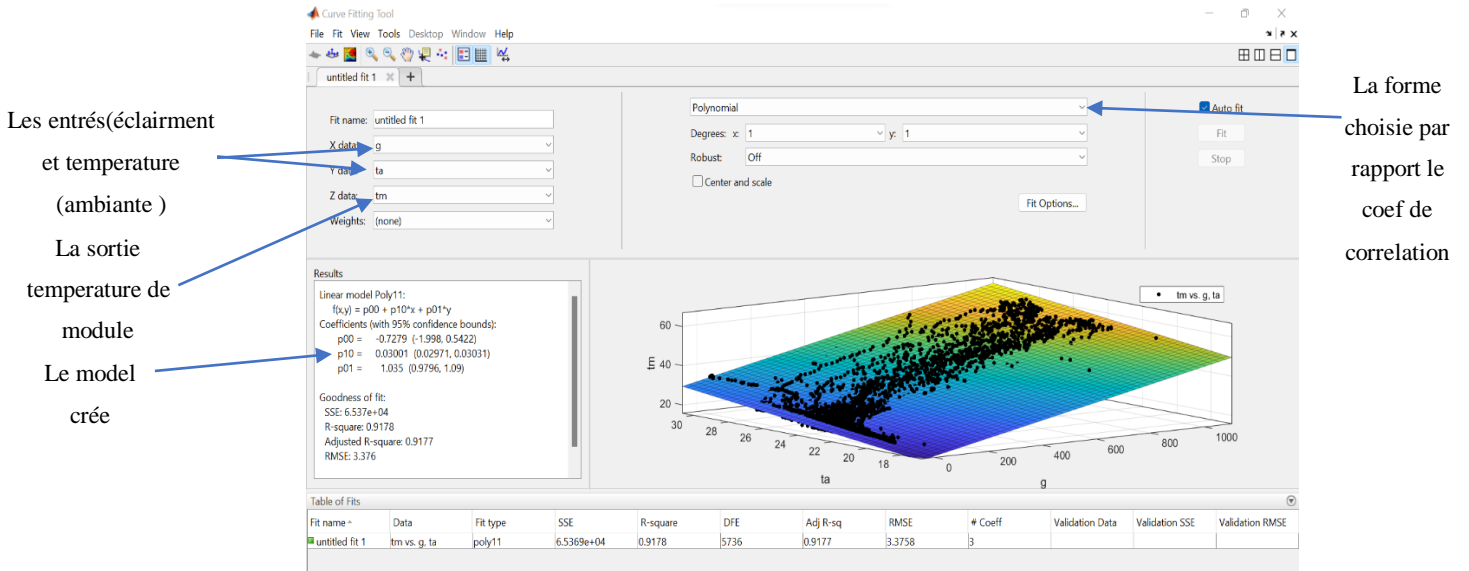 Curve Fitting Tool
File Fit View Tools Desktop Window Help
untitled fit 1
Fit name: untitled fit 1
X data: g
Y data: ta
Z data: tm
Weights: (none)
Polynomial
Degrees: x: 1 y: 1
Robust: Off
Center and scale
Fit Options...
Auto fit
Fit
Stop
Les entrés(éclairment
et temperature
(ambiante )
La sortie
temperature de
module
Le model
crée
La forme
choisie par
rapport le
coef de
correlation
Results
Linear model Poly11:
f(x,y) = p00 + p10*x + p01*y
Coefficients (with 95% confidence bounds):
p00 = -0.7279 (-1.998, 0.5422)
p10 = 0.03001 (0.02971, 0.03031)
p01 = 1.035 (0.9796, 1.09)
Goodness of fit:
SSE: 6.537e+04
R-square: 0.9178
Adjusted R-square: 0.9177
RMSE: 3.376
tm vs. g, ta
60
40
20
tm
30
28
26
24
22
20
18
ta
0
200
400
600
800
1000
g
Table of Fits
Fit name Data Fit type SSE R-square DFE Adj R-sq RMSE # Coeff Validation Data Validation SSE Validation RMSE
untitled fit 1 tm vs. g, ta poly11 6.5369e+04 0.9178 5736 0.9177 3.3758 3